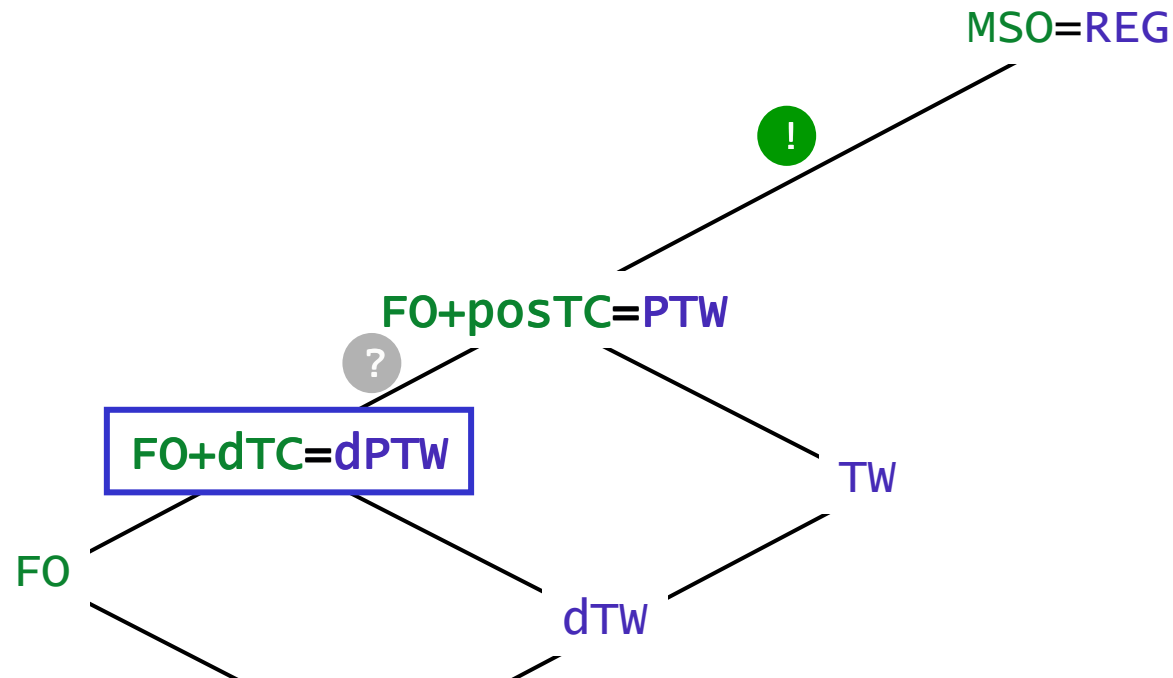 MSO=REG
!
FO+posTC=PTW
?
FO+dTC=dPTW
TW
FO
dTW